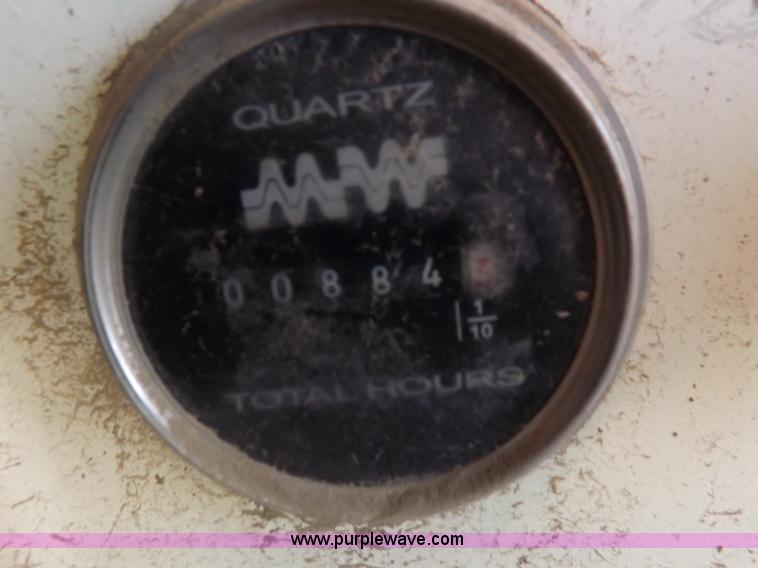 QUARTZ
0 0 8 8 4
1
10
TOTAL HOURS
www.purplewave.com